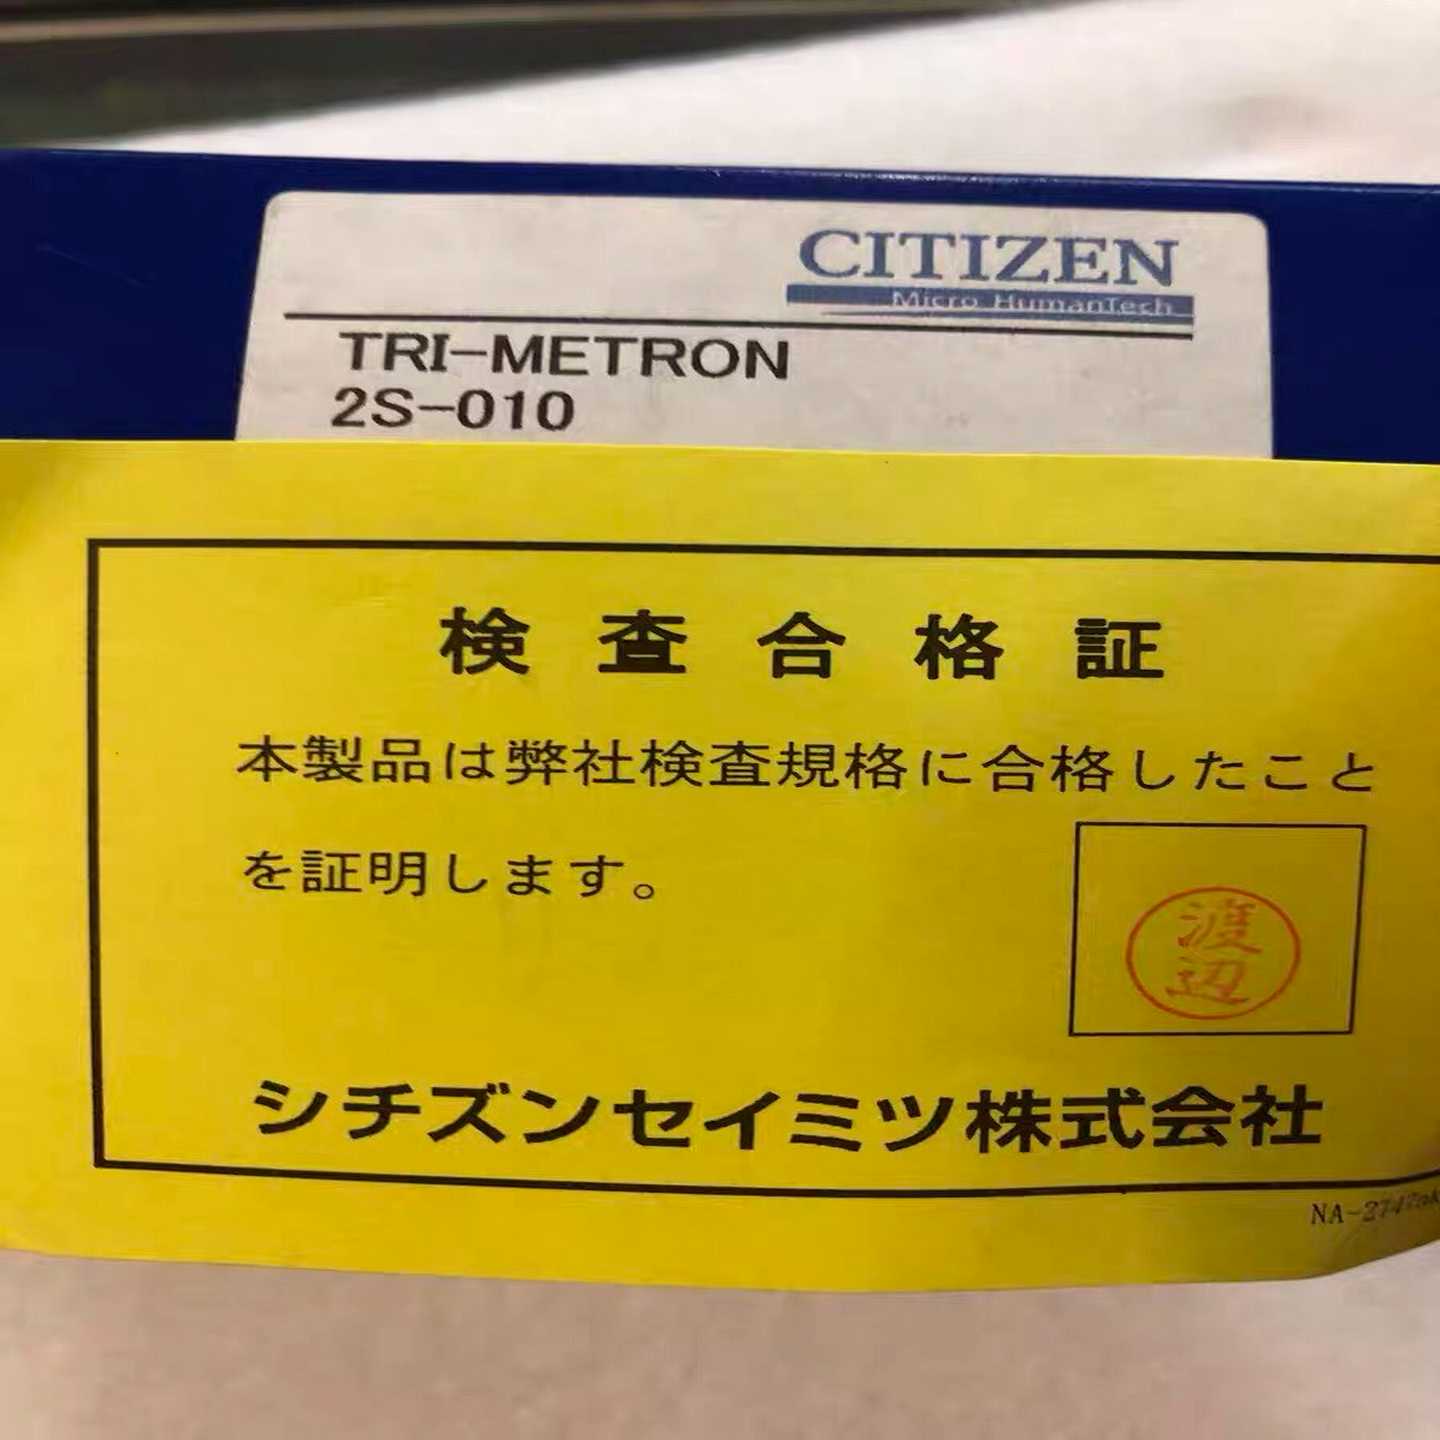 CITIZEN
Micro HumanTech
TRI-METRON
2S-010
検査合格証
本製品は弊社検査規格に合格したこと
を証明します。
渡辺
シチズンセイミツ株式会社